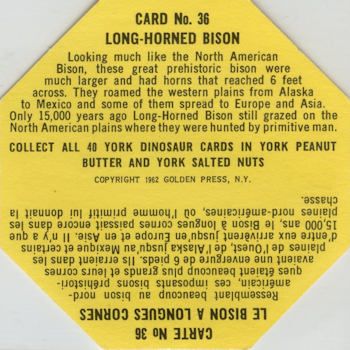 CARD No. 36
LONG-HORNED BISON
Looking much like the North American
Bison, these great prehistoric bison were
much larger and had horns that reached 6 feet
across. They roamed the western plains from Alaska
to Mexico and some of them spread to Europe and Asia.
Only 15,000 years ago Long-Horned Bison still grazed on the
North American plains where they were hunted by primitive man.
COLLECT ALL 40 YORK DINOSAUR CARDS IN YORK PEANUT
BUTTER AND YORK SALTED NUTS
COPYRIGHT 1962 GOLDEN PRESS, N.Y.
CARTE No 36
LE BISON A LONGUES CORNES
Ressemblant beaucoup au bison nord-
américain, ces imposants bisons préhistori-
ques étaient beaucoup plus grands et leurs cornes
avaient une envergure de 6 pieds. Ils erraient dans les
plaines de l'Ouest, de l'Alaska jusqu'au Mexique et
d'entre eux arrivèrent jusqu'en Europe et en Asie. Il n'y a que
15,000 ans, le Bison à longues cornes paissait encore dans les
plaines nord-américaines, où l'homme primitif lui donnait la
chasse.